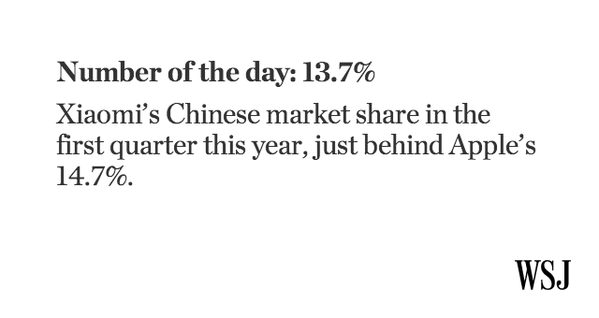 Number of the day: 13.7%
Xiaomi’s Chinese market share in the
first quarter this year, just behind Apple’s
14.7%.
WSJ